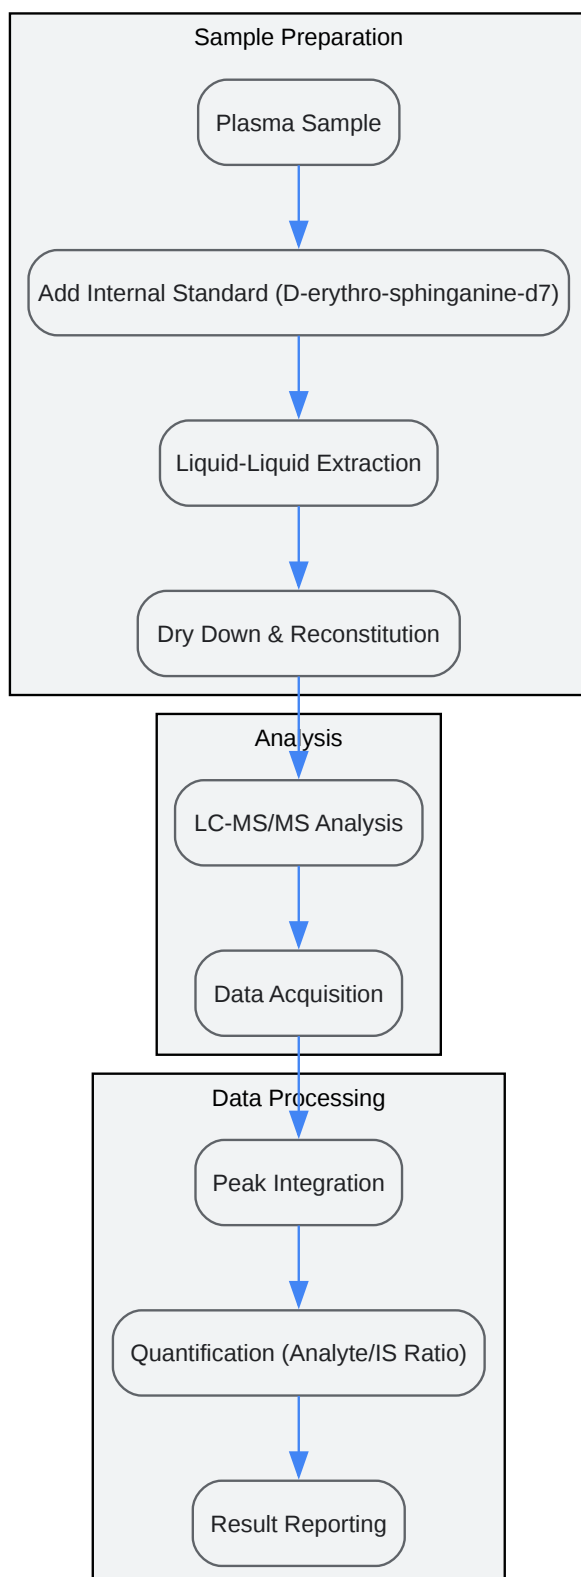 Sample Preparation
Plasma Sample
Add Internal Standard (D-erythro-sphinganine-d7)
Liquid-Liquid Extraction
Dry Down & Reconstitution
Analysis
LC-MS/MS Analysis
Data Acquisition
Data Processing
Peak Integration
Quantification (Analyte/IS Ratio)
Result Reporting